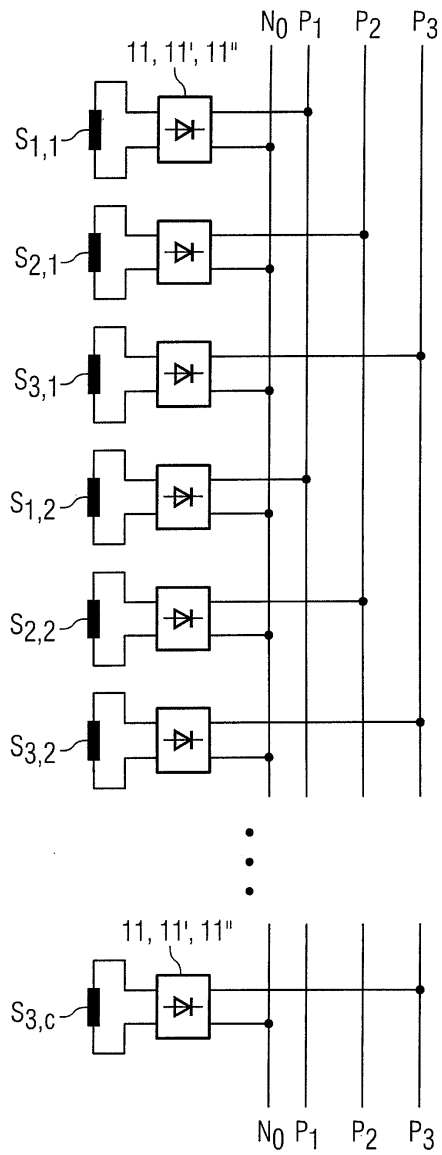 N0 P1 P2 P3
11, 11', 11"
S1,1
S2,1
S3,1
S1,2
S2,2
S3,2
11, 11', 11"
S3,c
N0 P1 P2 P3